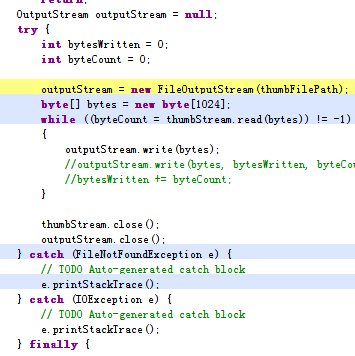 return;
OutputStream outputStream = null;
try {
int bytesWritten = 0;
int byteCount = 0;
outputStream = new FileOutputStream(thumbFilePath);
byte[] bytes = new byte[1024];
while ((byteCount = thumbStream.read(bytes)) != -1)
{
outputStream.write(bytes);
//outputStream.write(bytes, bytesWritten, byteCou
//bytesWritten += byteCount;
}
thumbStream.close();
outputStream.close();
} catch (FileNotFoundException e) {
// TODO Auto-generated catch block
e.printStackTrace();
} catch (IOException e) {
// TODO Auto-generated catch block
e.printStackTrace();
} finally {